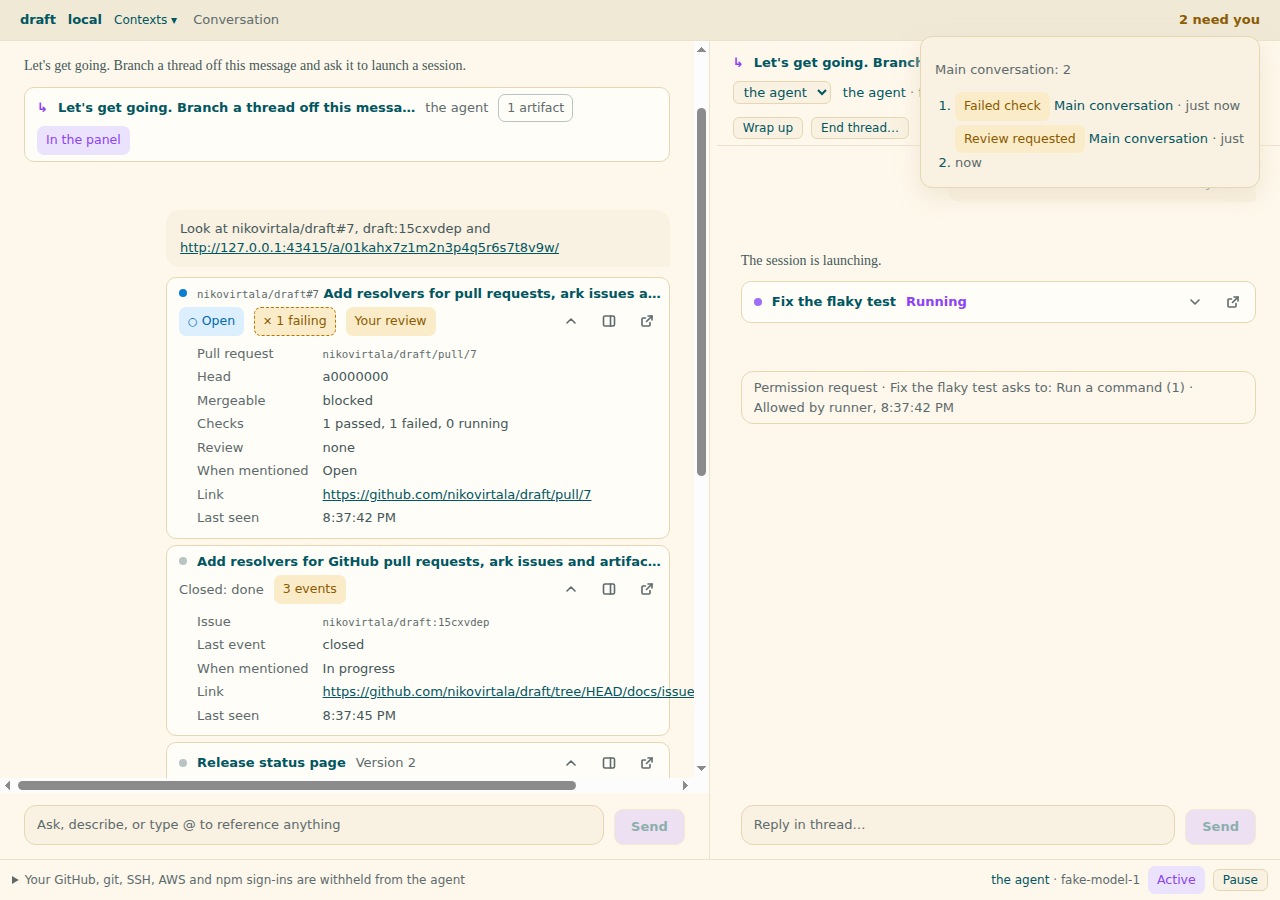 draft local Contexts ▾ Conversation 2 need you
Let's get going. Branch a thread off this message and ask it to launch a session.
↳ Let's get going. Branch a thread off this messa… the agent 1 artifact
In the panel
Look at nikovirtala/draft#7, draft:15cxvdep and
http://127.0.0.1:43415/a/01kahx7z1m2n3p4q5r6s7t8v9w/
nikovirtala/draft#7 Add resolvers for pull requests, ark issues a…
○ Open × 1 failing Your review
Pull request nikovirtala/draft/pull/7
Head a0000000
Mergeable blocked
Checks 1 passed, 1 failed, 0 running
Review none
When mentioned Open
Link https://github.com/nikovirtala/draft/pull/7
Last seen 8:37:42 PM
Add resolvers for GitHub pull requests, ark issues and artifac…
Closed: done 3 events
Issue nikovirtala/draft:15cxvdep
Last event closed
When mentioned In progress
Link https://github.com/nikovirtala/draft/tree/HEAD/docs/issue
Last seen 8:37:45 PM
Release status page Version 2
Ask, describe, or type @ to reference anything Send
↳ Let's get going. Branch
the agent the agent ·
Wrap up End thread…
Main conversation: 2
1. Failed check Main conversation · just now
Review requested Main conversation · just
2. now
The session is launching.
Fix the flaky test Running
Permission request · Fix the flaky test asks to: Run a command (1) ·
Allowed by runner, 8:37:42 PM
Reply in thread… Send
▶ Your GitHub, git, SSH, AWS and npm sign-ins are withheld from the agent
the agent · fake-model-1 Active Pause